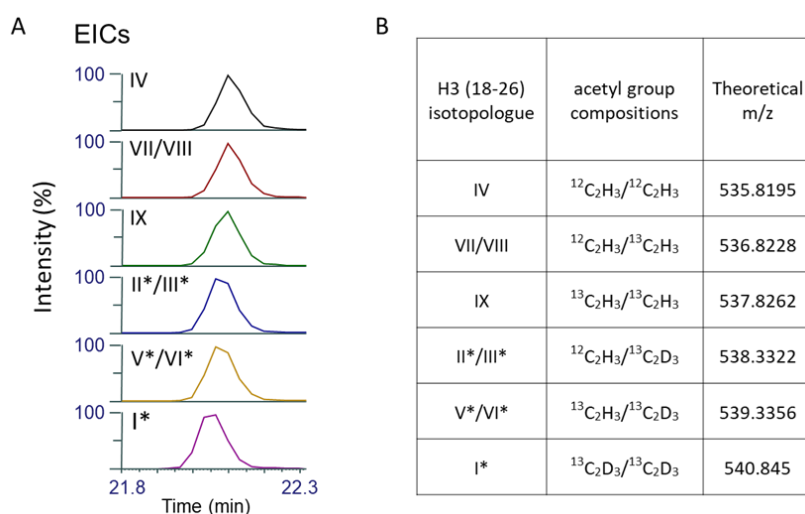 A
EICs
100
IV
100
VII/VIII
100
IX
100
II*/III*
100
V*/VI*
100
I*
Intensity (%)
21.8
22.3
Time (min)
B
H3 (18-26) isotopologue | acetyl group compositions | Theoretical m/z
IV | ¹²C₂H₃/¹²C₂H₃ | 535.8195
VII/VIII | ¹²C₂H₃/¹³C₂H₃ | 536.8228
IX | ¹³C₂H₃/¹³C₂H₃ | 537.8262
II*/III* | ¹²C₂H₃/¹³C₂D₃ | 538.3322
V*/VI* | ¹³C₂H₃/¹³C₂D₃ | 539.3356
I* | ¹³C₂D₃/¹³C₂D₃ | 540.845